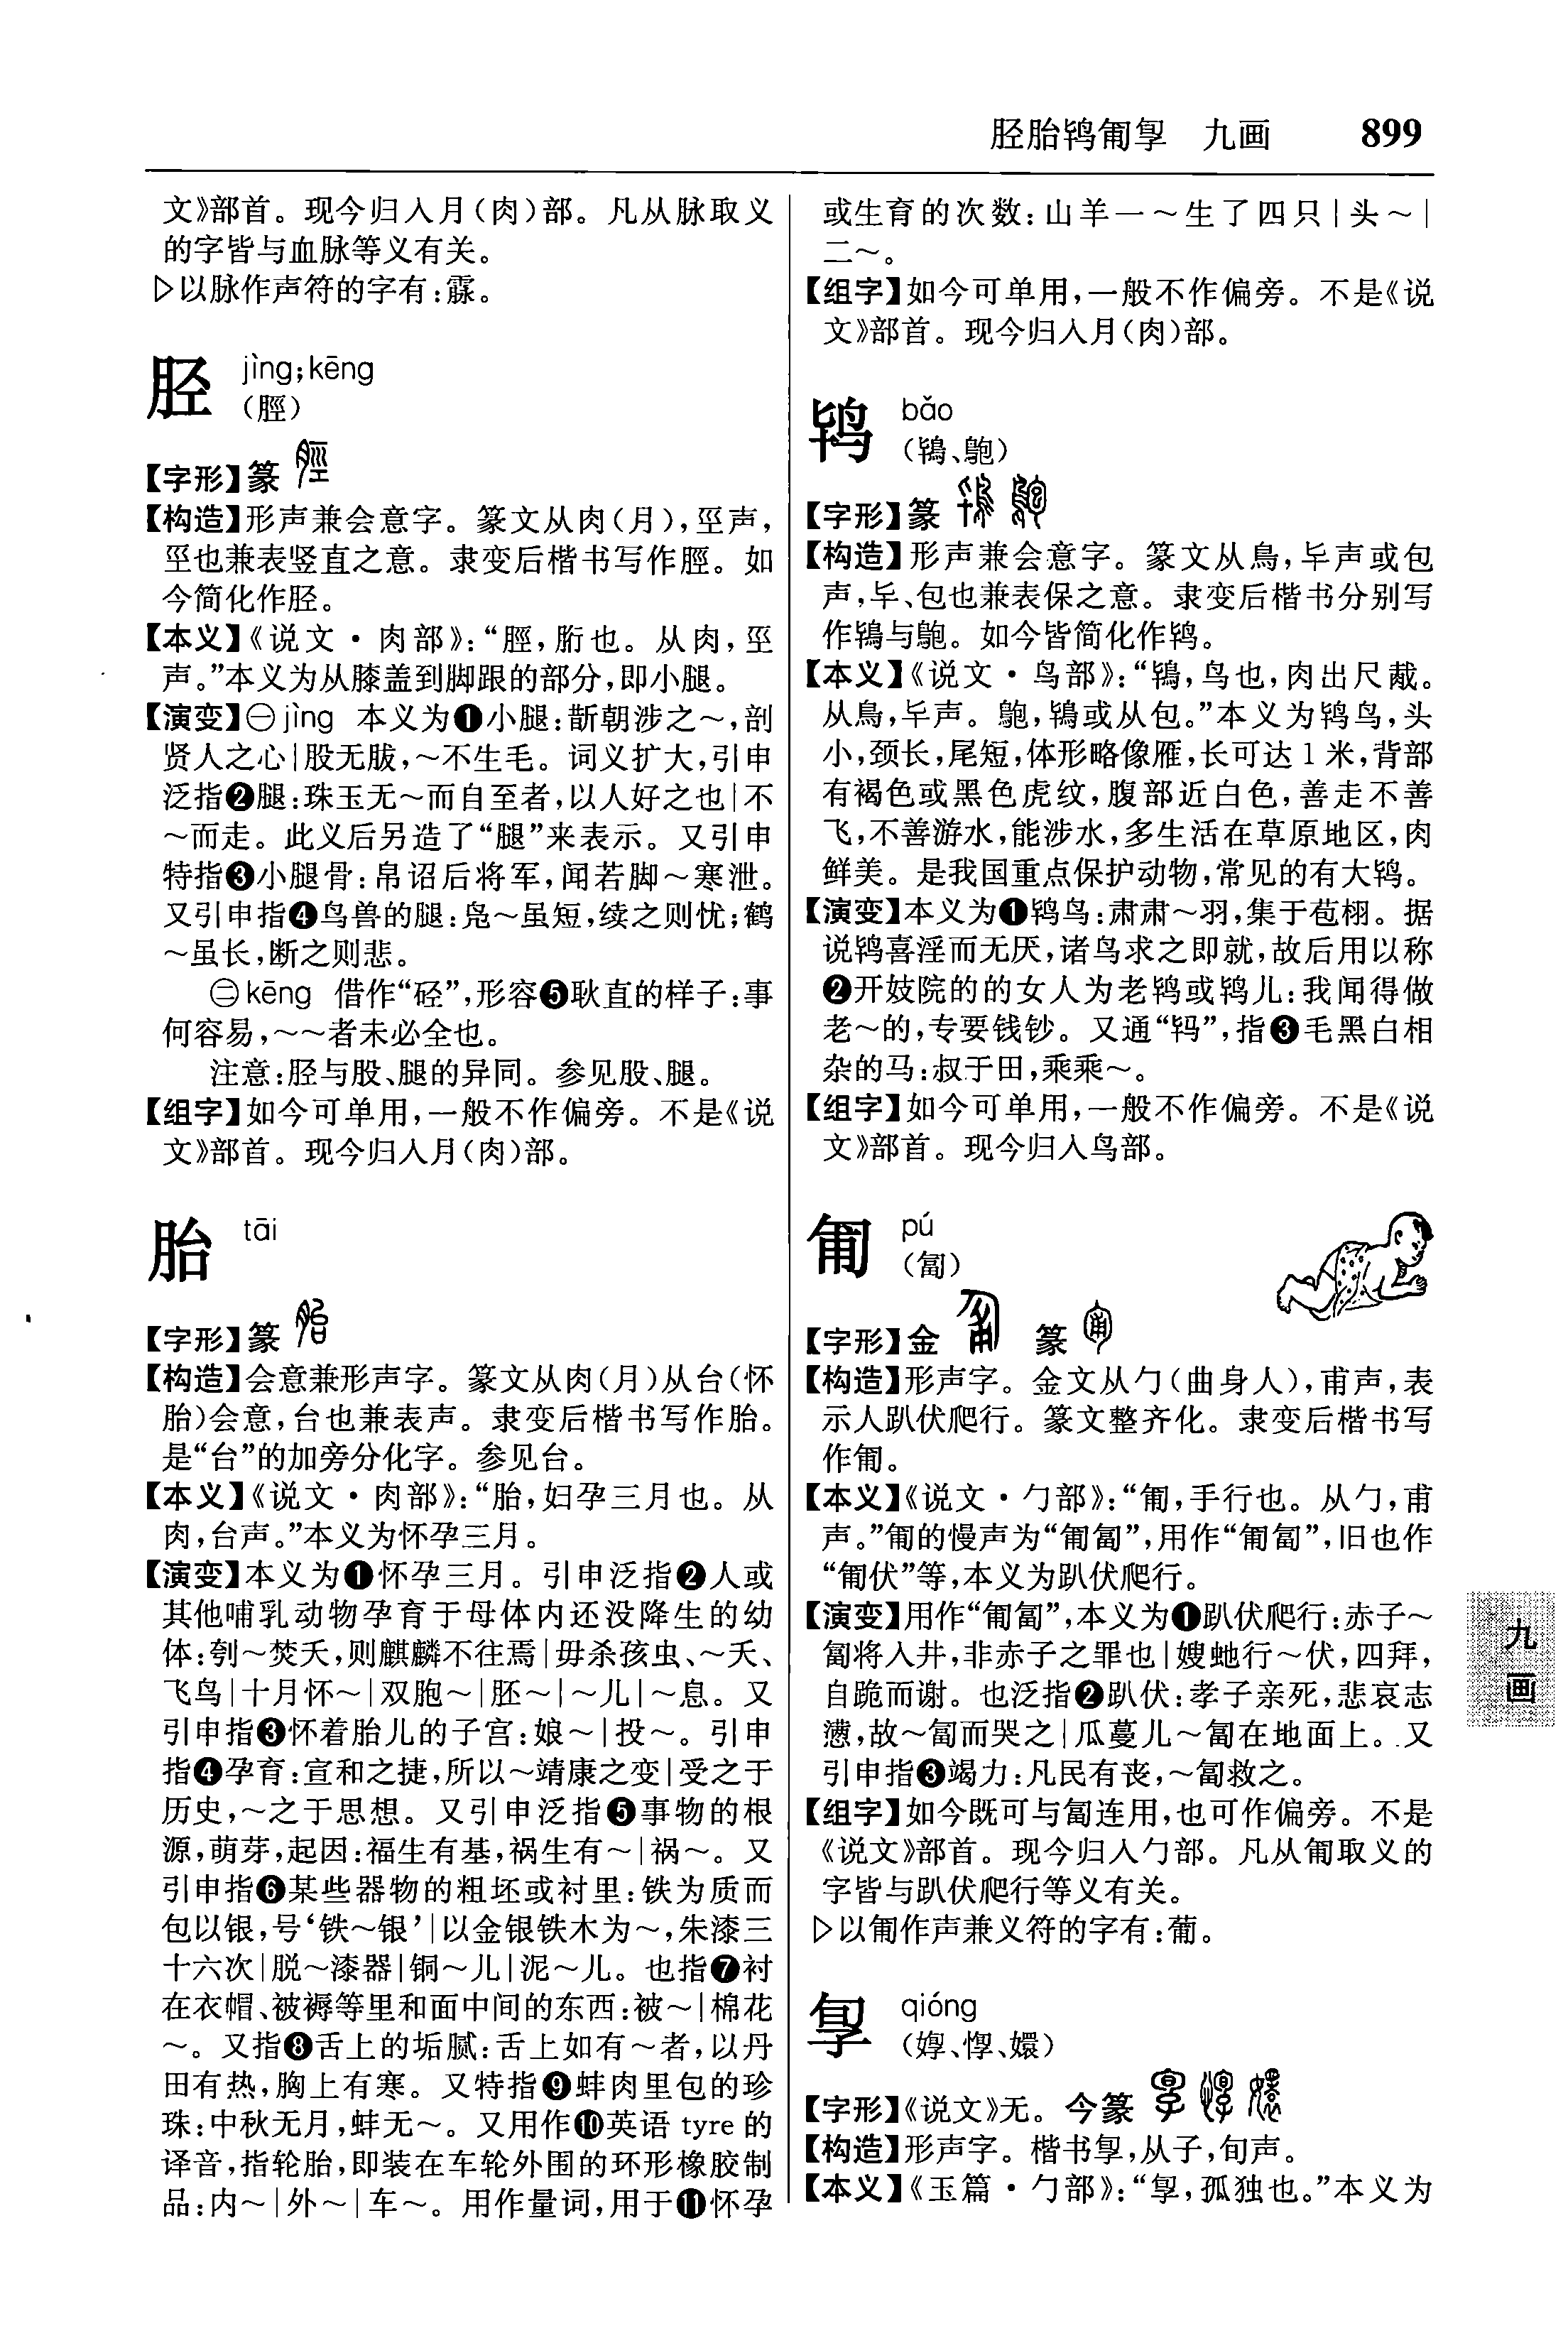 胫胎鸨匍匑 九画 899
文》部首。现今归入月(肉)部。凡从脉取义
的字皆与血脉等义有关。
▷以脉作声符的字有:霡。
胫 jìng;kēng
(脛)
【字形】篆
【构造】形声兼会意字。篆文从肉(月),巠声,
巠也兼表竖直之意。隶变后楷书写作脛。如
今简化作胫。
【本义】《说文·肉部》:“脛,胻也。从肉,巠
声。”本义为从膝盖到脚跟的部分,即小腿。
【演变】㊀jìng 本义为❶小腿:斮朝涉之～,剖
贤人之心|股无胈,～不生毛。词义扩大,引申
泛指❷腿:珠玉无～而自至者,以人好之也|不
～而走。此义后另造了“腿”来表示。又引申
特指❸小腿骨:帛诏后将军,闻若脚～寒泄。
又引申指❹鸟兽的腿:凫～虽短,续之则忧;鹤
～虽长,断之则悲。
㊁kēng 借作“硁”,形容❺耿直的样子:事
何容易,～～者未必全也。
注意:胫与股、腿的异同。参见股、腿。
【组字】如今可单用,一般不作偏旁。不是《说
文》部首。现今归入月(肉)部。
胎 tāi
【字形】篆
【构造】会意兼形声字。篆文从肉(月)从台(怀
胎)会意,台也兼表声。隶变后楷书写作胎。
是“台”的加旁分化字。参见台。
【本义】《说文·肉部》:“胎,妇孕三月也。从
肉,台声。”本义为怀孕三月。
【演变】本义为❶怀孕三月。引申泛指❷人或
其他哺乳动物孕育于母体内还没降生的幼
体:刳～焚夭,则麒麟不往焉|毋杀孩虫、～夭、
飞鸟|十月怀～|双胞～|胚～|～儿|～息。又
引申指❸怀着胎儿的子宫:娘～|投～。引申
指❹孕育:宣和之捷,所以～靖康之变|受之于
历史,～之于思想。又引申泛指❺事物的根
源,萌芽,起因:福生有基,祸生有～|祸～。又
引申指❻某些器物的粗坯或衬里:铁为质而
包以银,号‘铁～银’|以金银铁木为～,朱漆三
十六次|脱～漆器|铜～儿|泥～儿。也指❼衬
在衣帽、被褥等里和面中间的东西:被～|棉花
～。又指❽舌上的垢腻:舌上如有～者,以丹
田有热,胸上有寒。又特指❾蚌肉里包的珍
珠:中秋无月,蚌无～。又用作❿英语 tyre 的
译音,指轮胎,即装在车轮外围的环形橡胶制
品:内～|外～|车～。用作量词,用于⓫怀孕
或生育的次数:山羊一～生了四只|头～|
二～。
【组字】如今可单用,一般不作偏旁。不是《说
文》部首。现今归入月(肉)部。
鸨 bǎo
(鴇、鮑)
【字形】篆
【构造】形声兼会意字。篆文从鳥,𠤏声或包
声,𠤏、包也兼表保之意。隶变后楷书分别写
作鴇与䳈。如今皆简化作鸨。
【本义】《说文·鸟部》:“鴇,鸟也,肉出尺胾。
从鳥,𠤏声。䳈,鴇或从包。”本义为鸨鸟,头
小,颈长,尾短,体形略像雁,长可达1米,背部
有褐色或黑色虎纹,腹部近白色,善走不善
飞,不善游水,能涉水,多生活在草原地区,肉
鲜美。是我国重点保护动物,常见的有大鸨。
【演变】本义为❶鸨鸟:肃肃～羽,集于苞栩。据
说鸨喜淫而无厌,诸鸟求之即就,故后用以称
❷开妓院的的女人为老鸨或鸨儿:我闻得做
老～的,专要钱钞。又通“𫘒”,指❸毛黑白相
杂的马:叔于田,乘乘～。
【组字】如今可单用,一般不作偏旁。不是《说
文》部首。现今归入鸟部。
匍 pú
(匐)
【字形】金 篆
【构造】形声字。金文从勹(曲身人),甫声,表
示人趴伏爬行。篆文整齐化。隶变后楷书写
作匍。
【本义】《说文·勹部》:“匍,手行也。从勹,甫
声。”匍的慢声为“匍匐”,用作“匍匐”,旧也作
“匍伏”等,本义为趴伏爬行。
【演变】用作“匍匐”,本义为❶趴伏爬行:赤子～
匐将入井,非赤子之罪也|嫂虵行～伏,四拜,
自跪而谢。也泛指❷趴伏:孝子亲死,悲哀志
懑,故～匐而哭之|瓜蔓儿～匐在地面上。又
引申指❸竭力:凡民有丧,～匐救之。
【组字】如今既可与匐连用,也可作偏旁。不是
《说文》部首。现今归入勹部。凡从匍取义的
字皆与趴伏爬行等义有关。
▷以匍作声兼义符的字有:葡。
qióng
【字形】《说文》无。今篆
【构造】形声字。楷书㝁,从子,旬声。
【本义】《玉篇·勹部》:“㝁,孤独也。”本义为
九
画